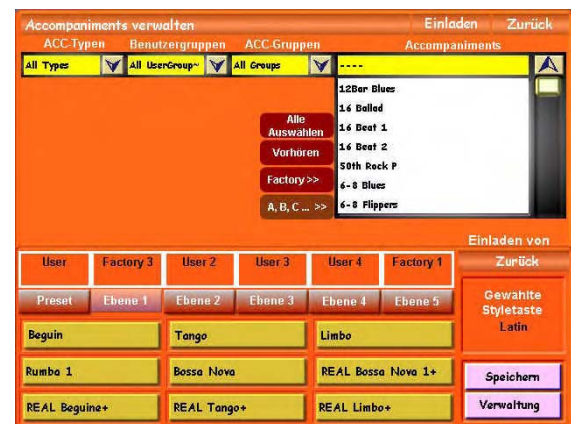 Accompaniments verwalten Einladen Zurück
ACC-Typen Benutzergruppen ACC-Gruppen Accompaniments
All Types All UserGroup~ All Groups ----
12Bar Blues
16 Ballad
16 Beat 1
16 Beat 2
50th Rock P
6-8 Blues
6-8 Flippers
Alle
Auswählen
Vorhören
Factory>>
A, B, C ... >>
Einladen von
User Factory 3 User 2 User 3 User 4 Factory 1 Zurück
Preset Ebene 1 Ebene 2 Ebene 3 Ebene 4 Ebene 5
Gewählte
Styletaste
Latin
Beguin Tango Limbo
Rumba 1 Bossa Nova REAL Bossa Nova 1+
REAL Beguine+ REAL Tango+ REAL Limbo+
Speichern
Verwaltung